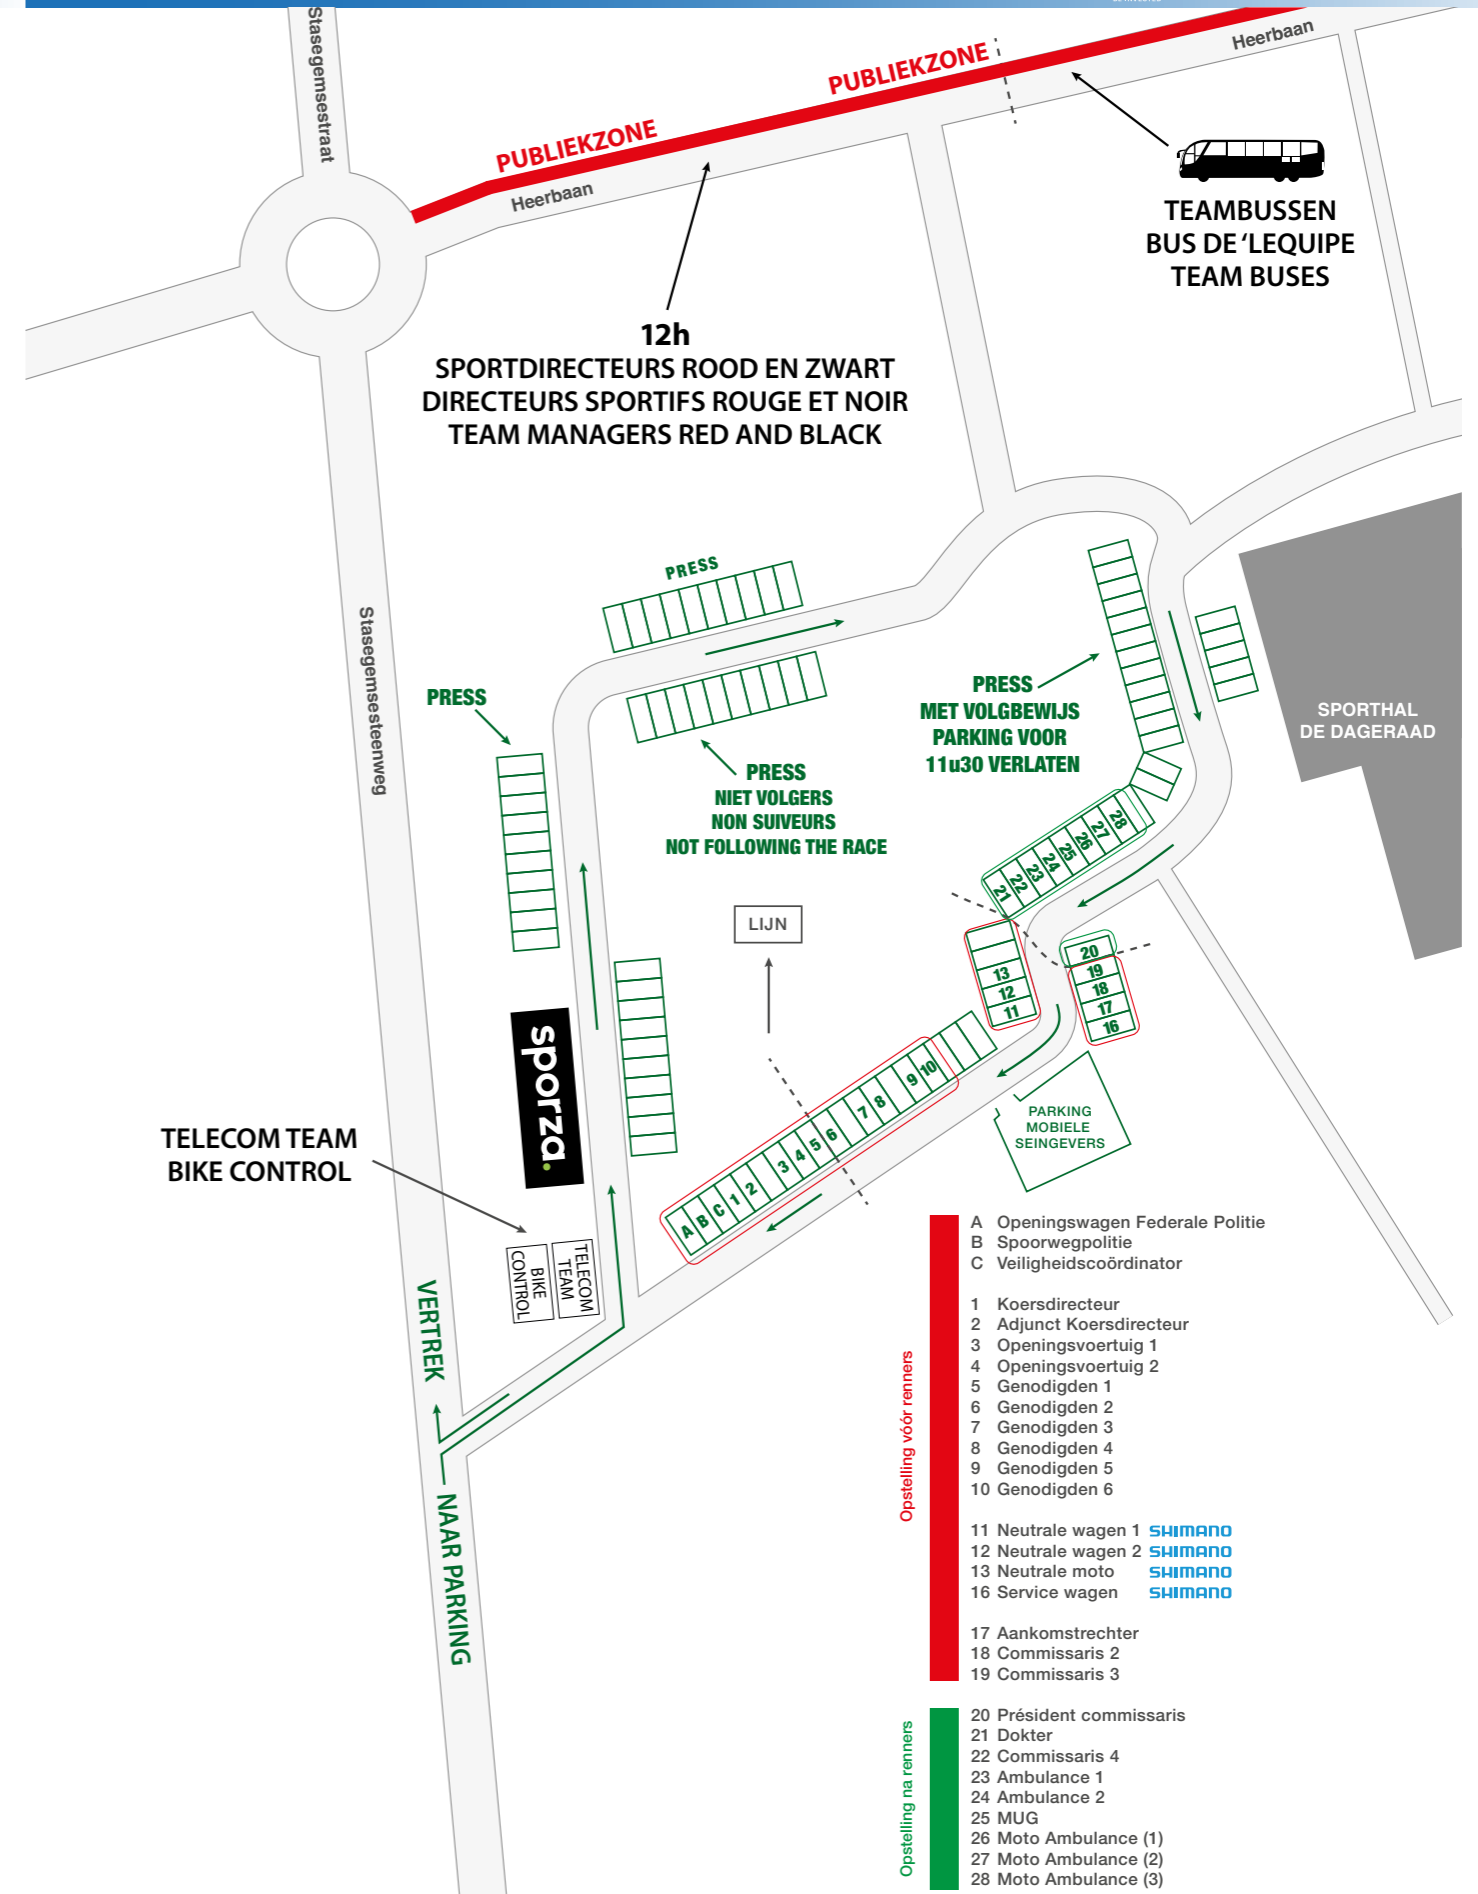 Stasegemsestraat
PUBLIEKZONE
PUBLIEKZONE
Heerbaan
Heerbaan
TEAMBUSSEN
BUS DE ‘LEQUIPE
TEAM BUSES
12h
SPORTDIRECTEURS ROOD EN ZWART
DIRECTEURS SPORTIFS ROUGE ET NOIR
TEAM MANAGERS RED AND BLACK
Stasegemsesteenweg
PRESS
PRESS
PRESS
NIET VOLGERS
NON SUIVEURS
NOT FOLLOWING THE RACE
PRESS
MET VOLGBEWIJS
PARKING VOOR
11u30 VERLATEN
SPORTHAL
DE DAGERAAD
21 22 23 24 25 26 27 28
LIJN
13
12
11
20
19
18
17
16
sporza.
A B C 1 2 3 4 5 6 7 8 9 10
PARKING
MOBIELE
SEINGEVERS
TELECOM TEAM
BIKE CONTROL
BIKE
CONTROL
TELECOM
TEAM
VERTREK
NAAR PARKING
Opstelling vóór renners
A Openingswagen Federale Politie
B Spoorwegpolitie
C Veiligheidscoördinator
1 Koersdirecteur
2 Adjunct Koersdirecteur
3 Openingsvoertuig 1
4 Openingsvoertuig 2
5 Genodigden 1
6 Genodigden 2
7 Genodigden 3
8 Genodigden 4
9 Genodigden 5
10 Genodigden 6
11 Neutrale wagen 1 SHIMANO
12 Neutrale wagen 2 SHIMANO
13 Neutrale moto SHIMANO
16 Service wagen SHIMANO
17 Aankomstrechter
18 Commissaris 2
19 Commissaris 3
Opstelling na renners
20 Président commissaris
21 Dokter
22 Commissaris 4
23 Ambulance 1
24 Ambulance 2
25 MUG
26 Moto Ambulance (1)
27 Moto Ambulance (2)
28 Moto Ambulance (3)